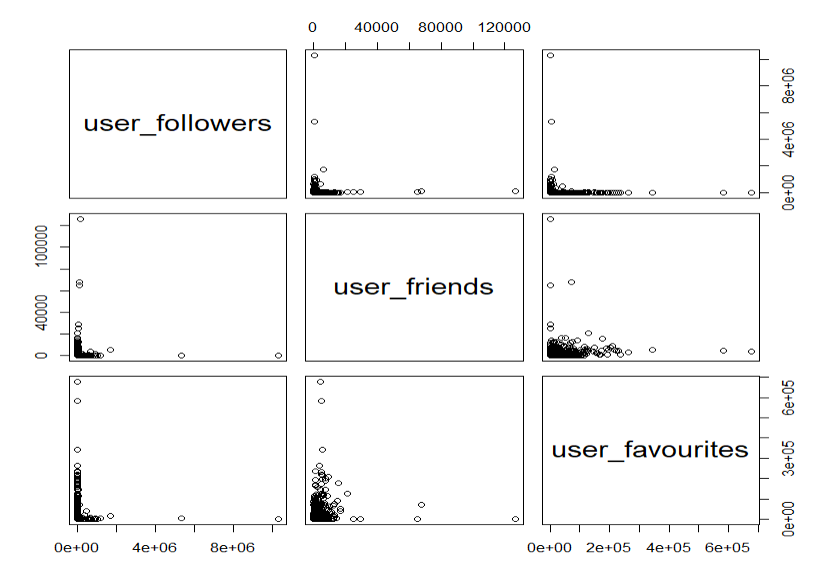 0 40000 80000 120000
user_followers
0e+00 4e+06 8e+06
0 40000 100000
user_friends
user_favourites
0e+00 3e+05 6e+05
0e+00 4e+06 8e+06
0e+00 2e+05 4e+05 6e+05